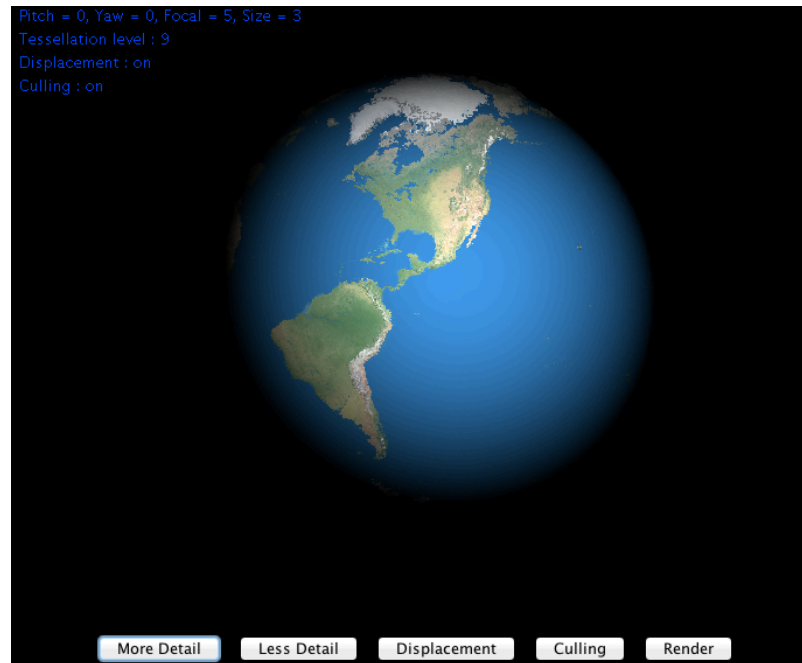 Pitch = 0, Yaw = 0, Focal = 5, Size = 3
Tessellation level : 9
Displacement : on
Culling : on
More Detail Less Detail Displacement Culling Render